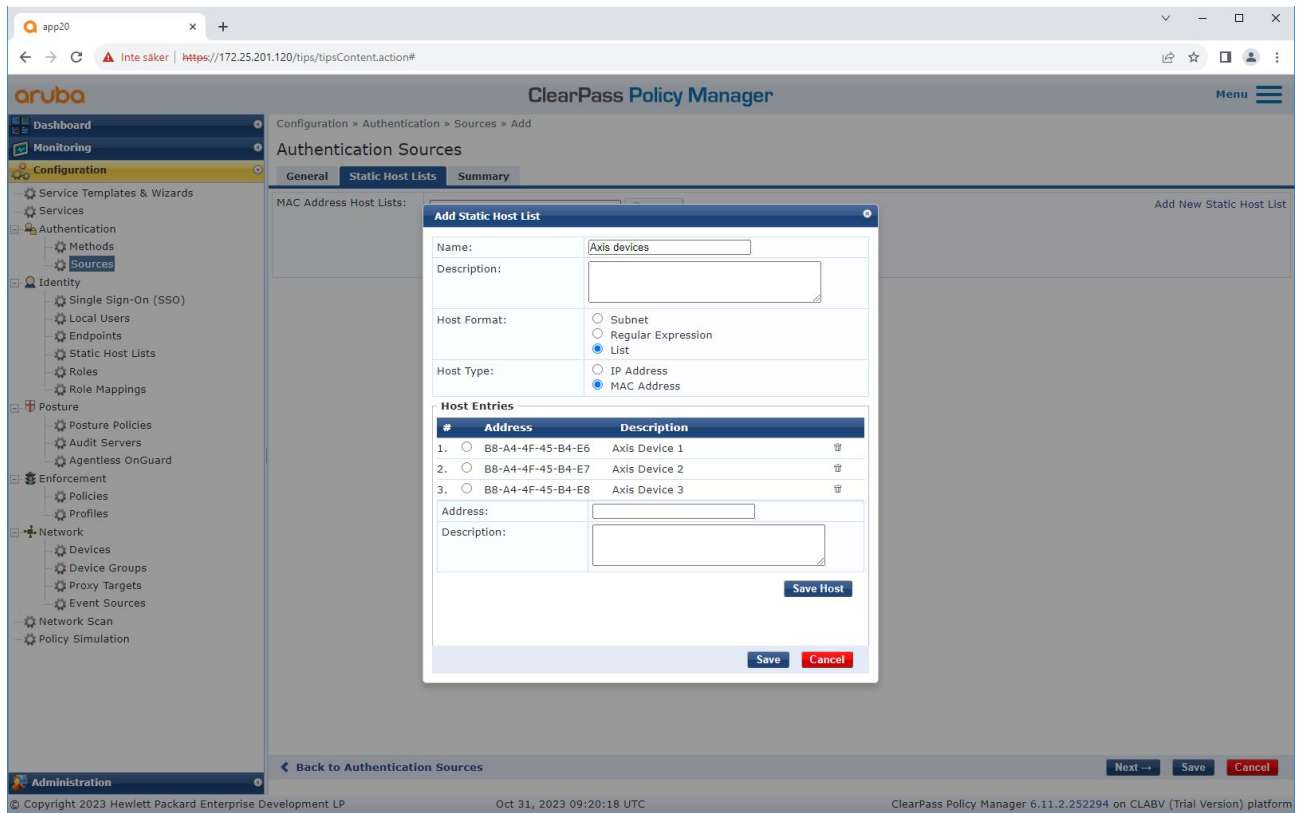 app20
Inte säker https://172.25.201.120/tips/tipsContent.action#
aruba
ClearPass Policy Manager
Menu
Dashboard
Monitoring
Configuration
Service Templates & Wizards
Services
Authentication
Methods
Sources
Identity
Single Sign-On (SSO)
Local Users
Endpoints
Static Host Lists
Roles
Role Mappings
Posture
Posture Policies
Audit Servers
Agentless OnGuard
Enforcement
Policies
Profiles
Network
Devices
Device Groups
Proxy Targets
Event Sources
Network Scan
Policy Simulation
Administration
Configuration » Authentication » Sources » Add
Authentication Sources
General Static Host Lists Summary
MAC Address Host Lists:
Add New Static Host List
Add Static Host List
Name: Axis devices
Description:
Host Format: Subnet
Regular Expression
List
Host Type: IP Address
MAC Address
Host Entries
# Address Description
1. B8-A4-4F-45-B4-E6 Axis Device 1
2. B8-A4-4F-45-B4-E7 Axis Device 2
3. B8-A4-4F-45-B4-E8 Axis Device 3
Address:
Description:
Save Host
Save Cancel
Back to Authentication Sources
Next → Save Cancel
© Copyright 2023 Hewlett Packard Enterprise Development LP Oct 31, 2023 09:20:18 UTC ClearPass Policy Manager 6.11.2.252294 on CLABV (Trial Version) platform